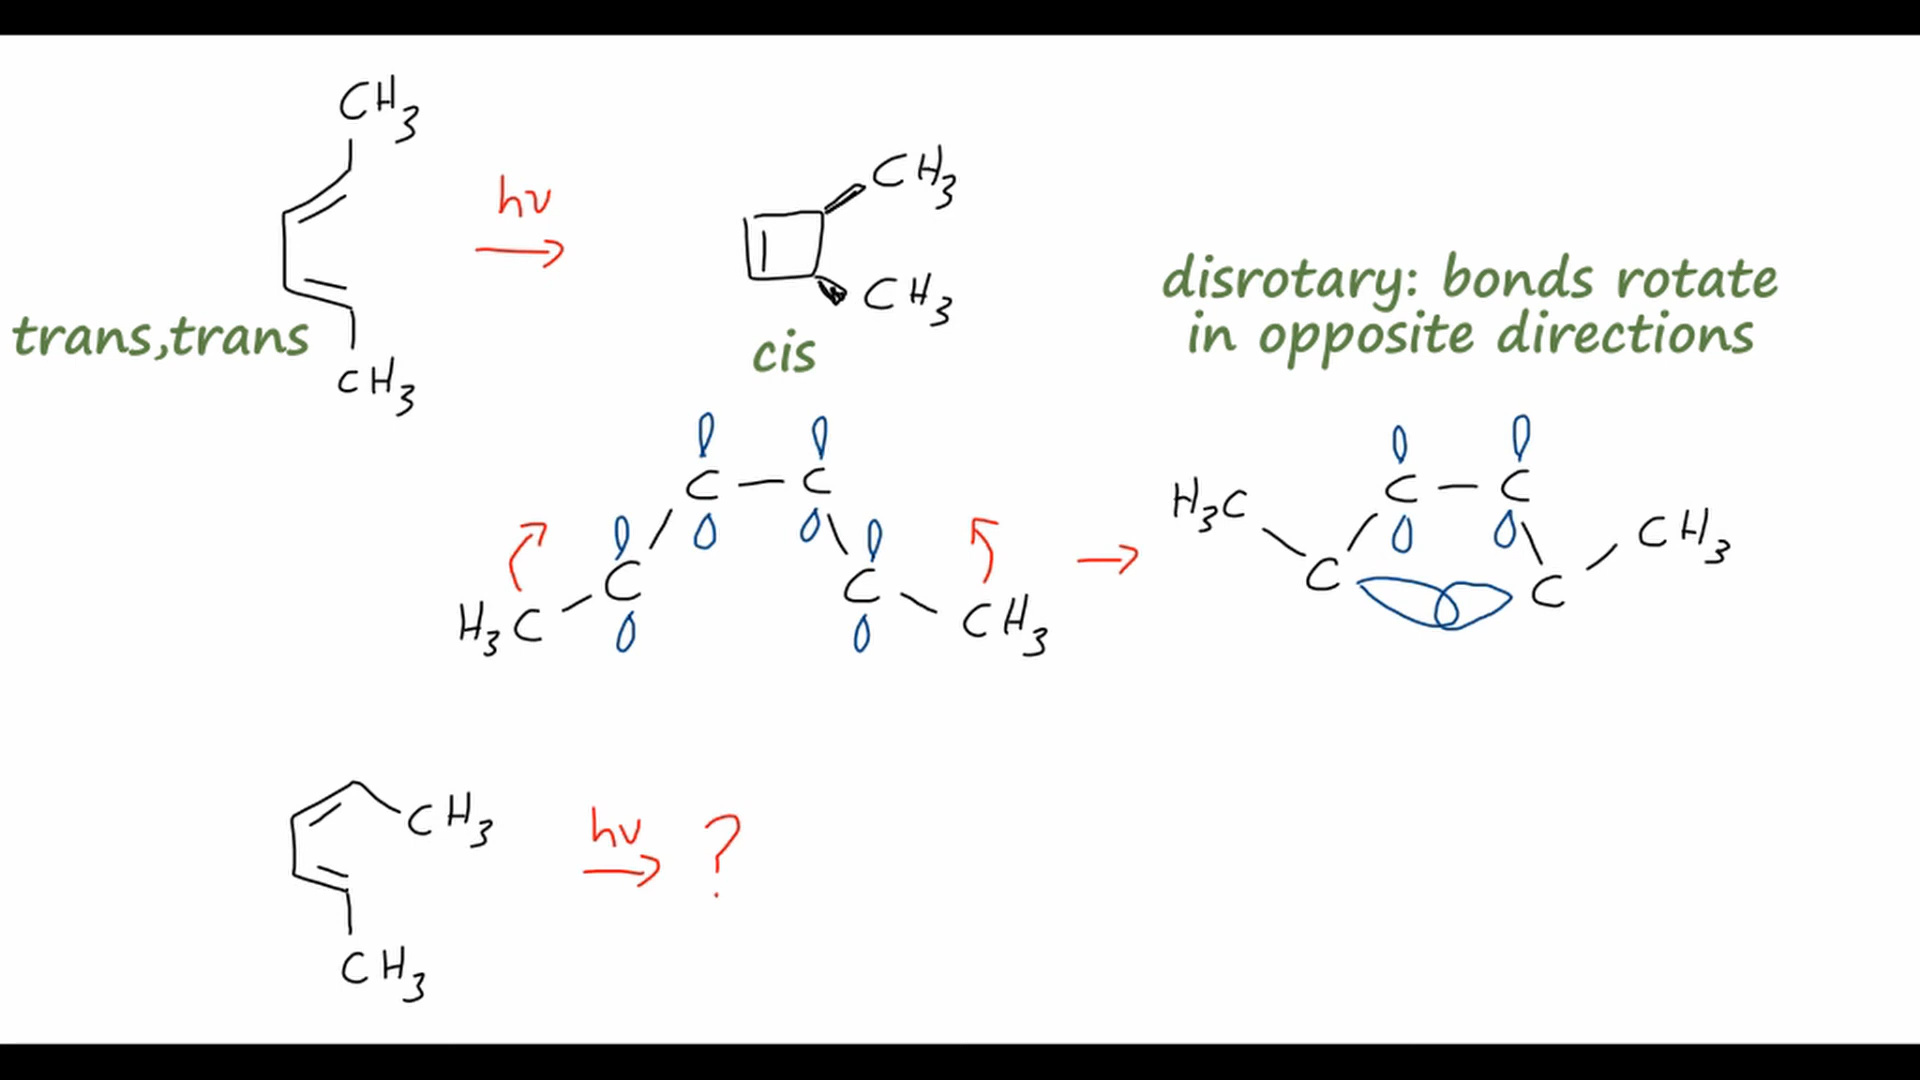 CH3
hν
CH3
CH3
trans,trans
CH3
cis
disrotary: bonds rotate
in opposite directions
C C
C C
H3C CH3
C C
H3C CH3
C C
CH3
hν ?
CH3